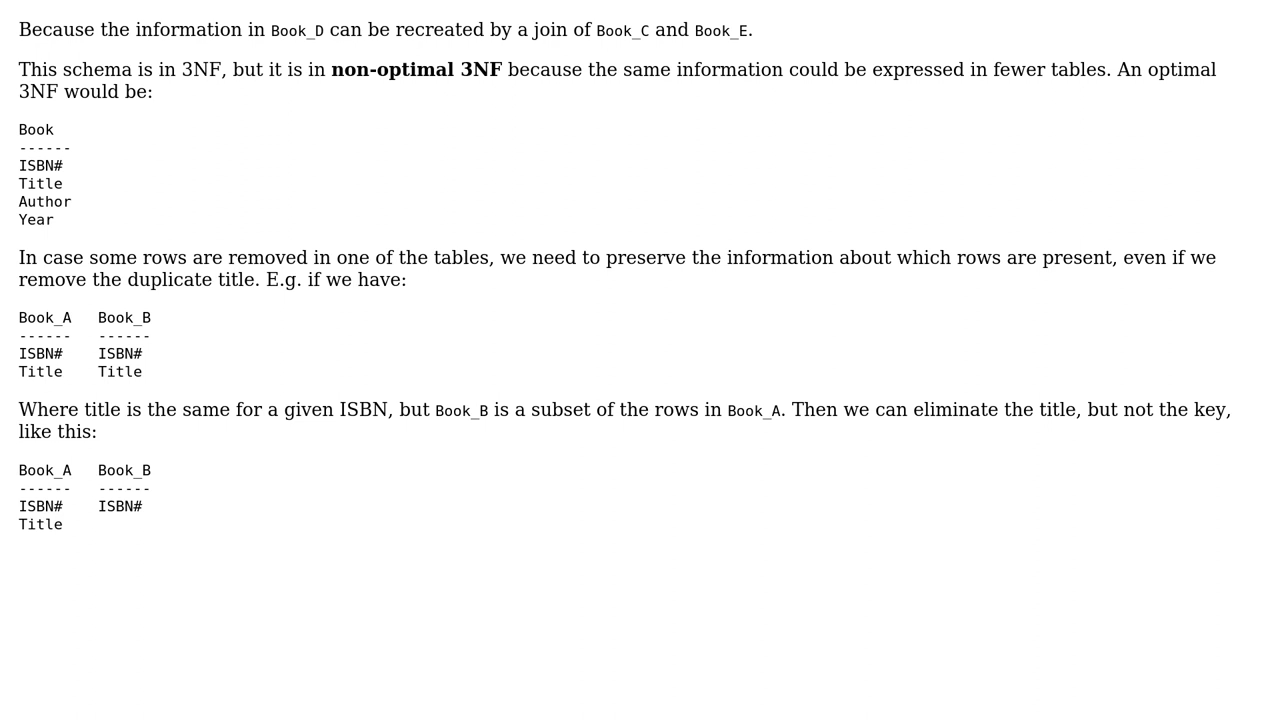 Because the information in Book_D can be recreated by a join of Book_C and Book_E.
This schema is in 3NF, but it is in non-optimal 3NF because the same information could be expressed in fewer tables. An optimal
3NF would be:
Book
------
ISBN#
Title
Author
Year
In case some rows are removed in one of the tables, we need to preserve the information about which rows are present, even if we
remove the duplicate title. E.g. if we have:
Book_A   Book_B
------   ------
ISBN#    ISBN#
Title    Title
Where title is the same for a given ISBN, but Book_B is a subset of the rows in Book_A. Then we can eliminate the title, but not the key,
like this:
Book_A   Book_B
------   ------
ISBN#    ISBN#
Title